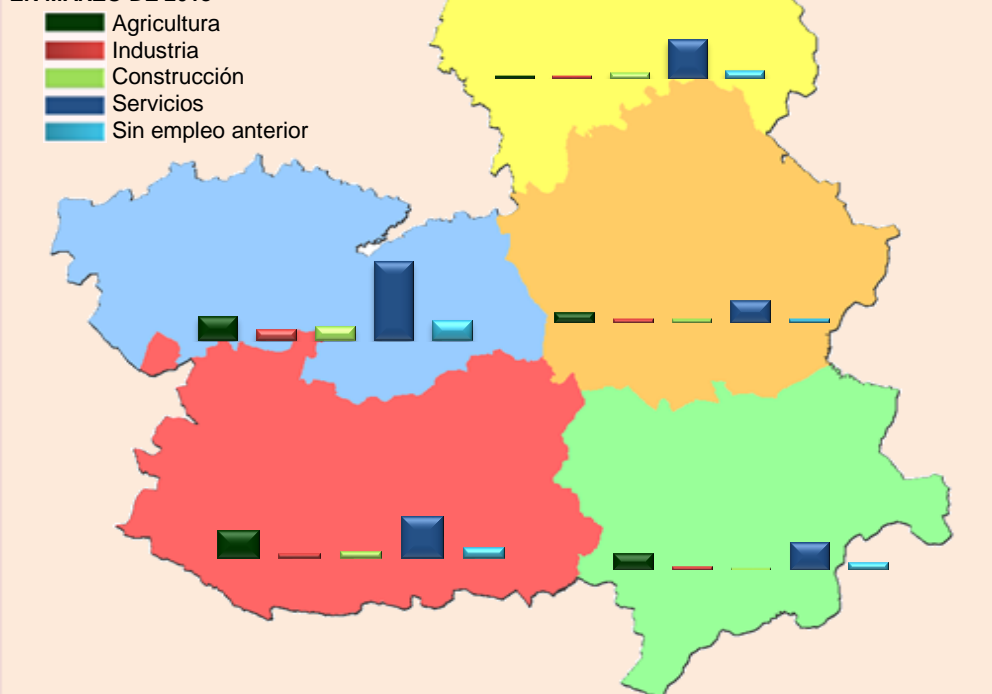 Agricultura
Industria
Construcción
Servicios
Sin empleo anterior